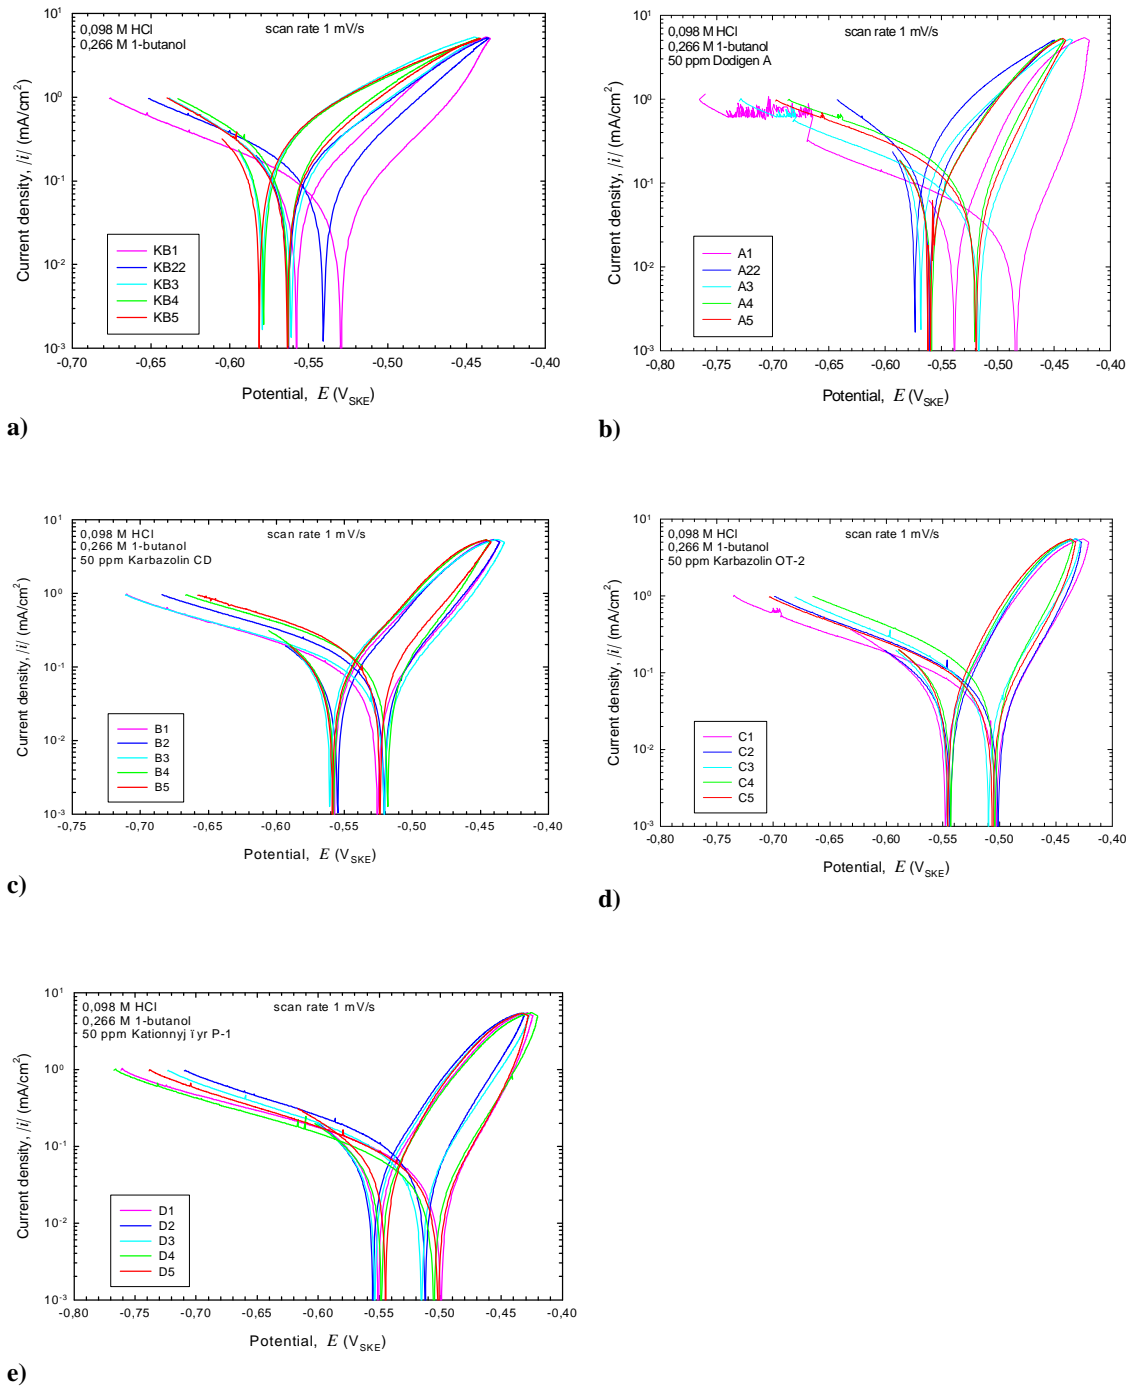 0,098 M HCl
0,266 M 1-butanol
scan rate 1 mV/s
Current density, /i/ (mA/cm²)
10¹
10⁰
10⁻¹
10⁻²
10⁻³
KB1
KB22
KB3
KB4
KB5
-0,70 -0,65 -0,60 -0,55 -0,50 -0,45 -0,40
Potential, E (V_SKE)
a)
0,098 M HCl
0,266 M 1-butanol
50 ppm Dodigen A
scan rate 1 mV/s
Current density, /i/ (mA/cm²)
10¹
10⁰
10⁻¹
10⁻²
10⁻³
A1
A22
A3
A4
A5
-0,80 -0,75 -0,70 -0,65 -0,60 -0,55 -0,50 -0,45 -0,40
Potential, E (V_SKE)
b)
0,098 M HCl
0,266 M 1-butanol
50 ppm Karbazolin CD
scan rate 1 mV/s
Current density, /i/ (mA/cm²)
10¹
10⁰
10⁻¹
10⁻²
10⁻³
B1
B2
B3
B4
B5
-0,75 -0,70 -0,65 -0,60 -0,55 -0,50 -0,45 -0,40
Potential, E (V_SKE)
c)
0,098 M HCl
0,266 M 1-butanol
50 ppm Karbazolin OT-2
scan rate 1 mV/s
Current density, /i/ (mA/cm²)
10¹
10⁰
10⁻¹
10⁻²
10⁻³
C1
C2
C3
C4
C5
-0,80 -0,75 -0,70 -0,65 -0,60 -0,55 -0,50 -0,45 -0,40
Potential, E (V_SKE)
d)
0,098 M HCl
0,266 M 1-butanol
50 ppm Kationnyj ïyr P-1
scan rate 1 mV/s
Current density, /i/ (mA/cm²)
10¹
10⁰
10⁻¹
10⁻²
10⁻³
D1
D2
D3
D4
D5
-0,80 -0,75 -0,70 -0,65 -0,60 -0,55 -0,50 -0,45 -0,40
Potential, E (V_SKE)
e)